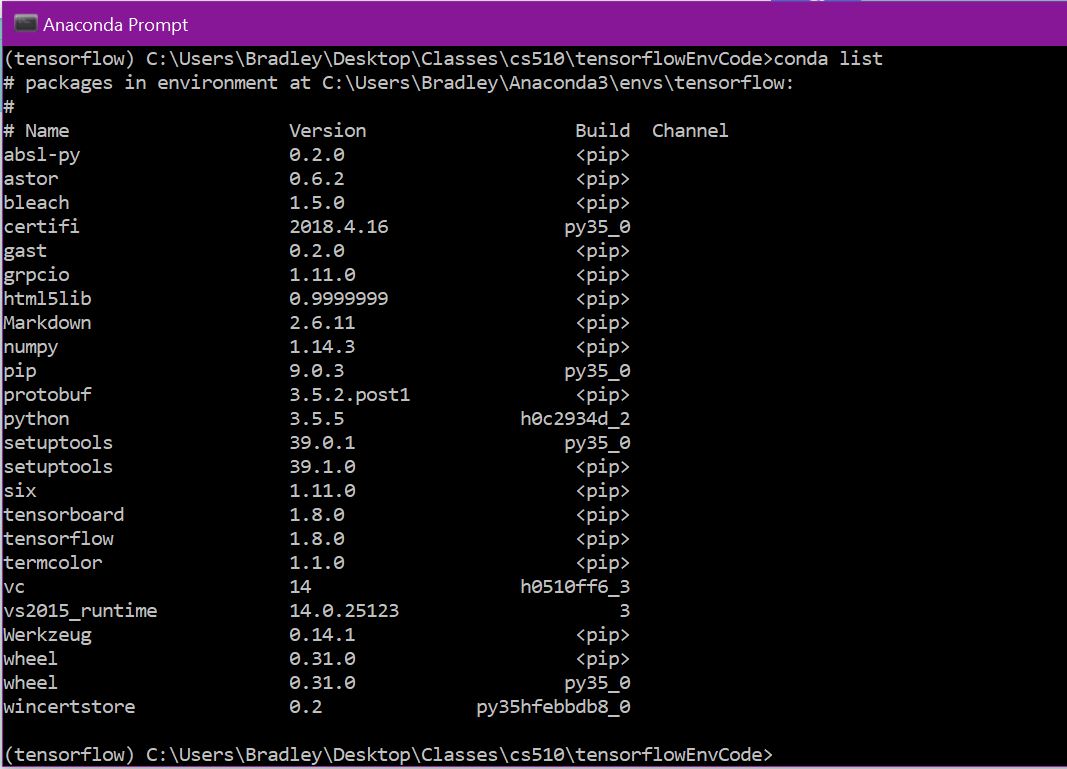 Anaconda Prompt
(tensorflow) C:\Users\Bradley\Desktop\Classes\cs510\tensorflowEnvCode>conda list
# packages in environment at C:\Users\Bradley\Anaconda3\envs\tensorflow:
#
# Name                    Version                   Build  Channel
absl-py                   0.2.0                     <pip>
astor                     0.6.2                     <pip>
bleach                    1.5.0                     <pip>
certifi                   2018.4.16                py35_0
gast                      0.2.0                     <pip>
grpcio                    1.11.0                    <pip>
html5lib                  0.9999999                 <pip>
Markdown                  2.6.11                    <pip>
numpy                     1.14.3                    <pip>
pip                       9.0.3                    py35_0
protobuf                  3.5.2.post1               <pip>
python                    3.5.5                h0c2934d_2
setuptools                39.0.1                   py35_0
setuptools                39.1.0                    <pip>
six                       1.11.0                    <pip>
tensorboard               1.8.0                     <pip>
tensorflow                1.8.0                     <pip>
termcolor                 1.1.0                     <pip>
vc                        14                   h0510ff6_3
vs2015_runtime            14.0.25123                    3
Werkzeug                  0.14.1                    <pip>
wheel                     0.31.0                    <pip>
wheel                     0.31.0                   py35_0
wincertstore              0.2              py35hfebbdb8_0
(tensorflow) C:\Users\Bradley\Desktop\Classes\cs510\tensorflowEnvCode>